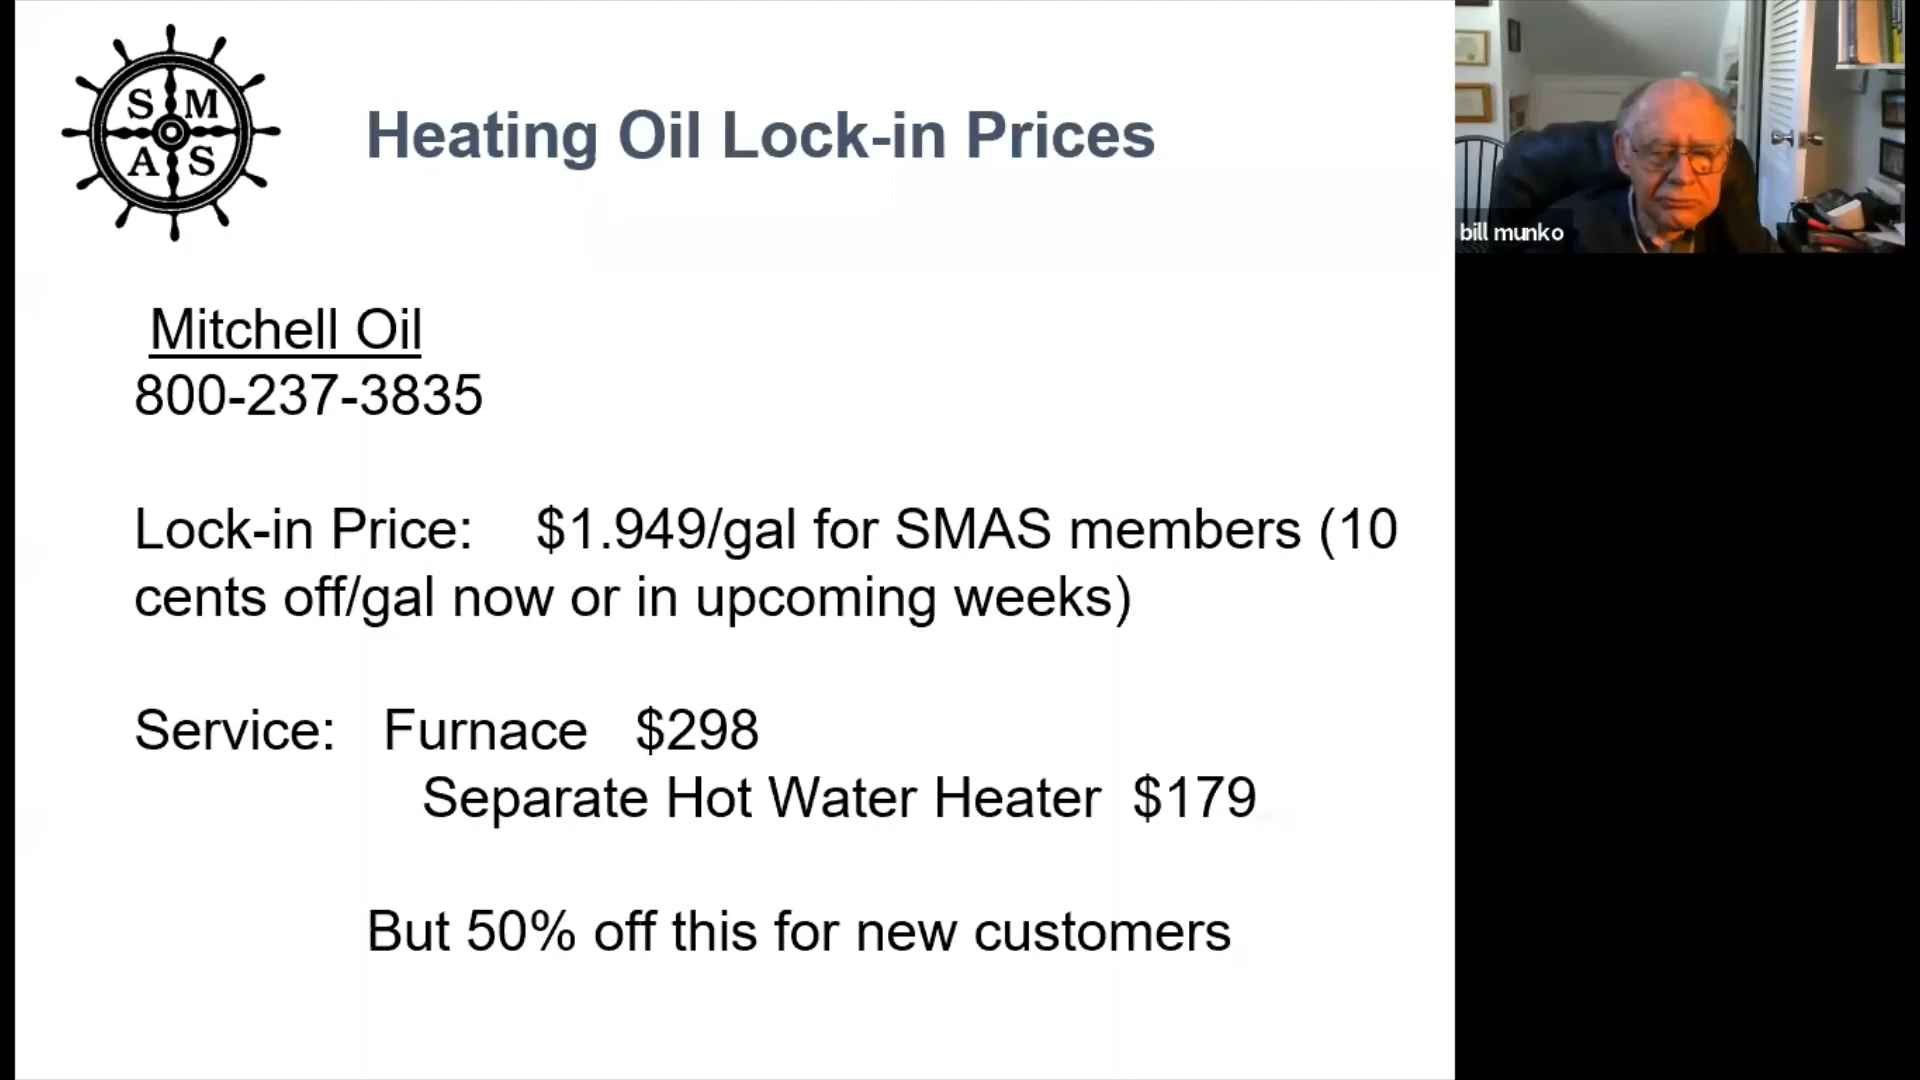 S M
A S
Heating Oil Lock-in Prices
bill munko
Mitchell Oil
800-237-3835
Lock-in Price: $1.949/gal for SMAS members (10
cents off/gal now or in upcoming weeks)
Service: Furnace $298
Separate Hot Water Heater $179
But 50% off this for new customers